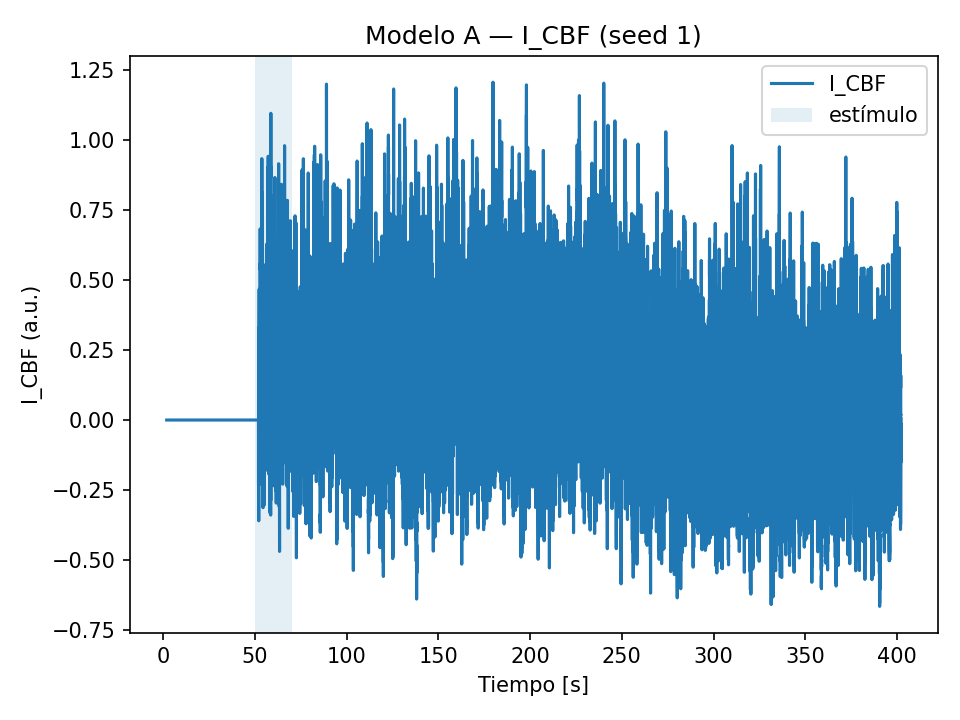 Modelo A — I_CBF (seed 1)
I_CBF
estímulo
1.25
1.00
0.75
0.50
0.25
0.00
−0.25
−0.50
−0.75
I_CBF (a.u.)
0 50 100 150 200 250 300 350 400
Tiempo [s]